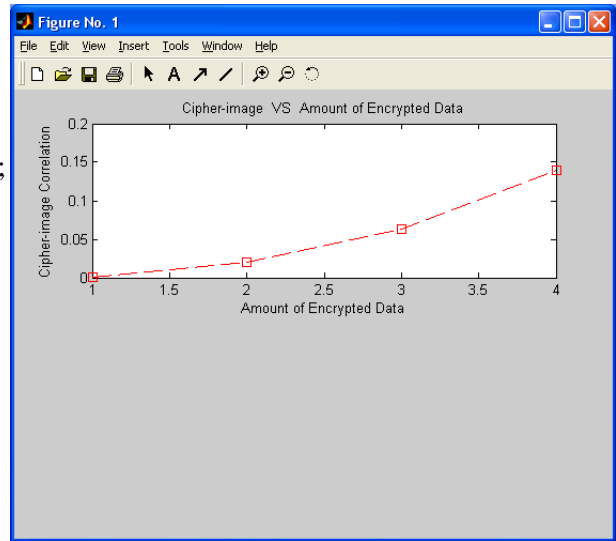 Figure No. 1
File Edit View Insert Tools Window Help
A
Cipher-image VS Amount of Encrypted Data
0.2
0.15
0.1
0.05
0
Cipher-image Correlation
;
1 1.5 2 2.5 3 3.5 4
Amount of Encrypted Data